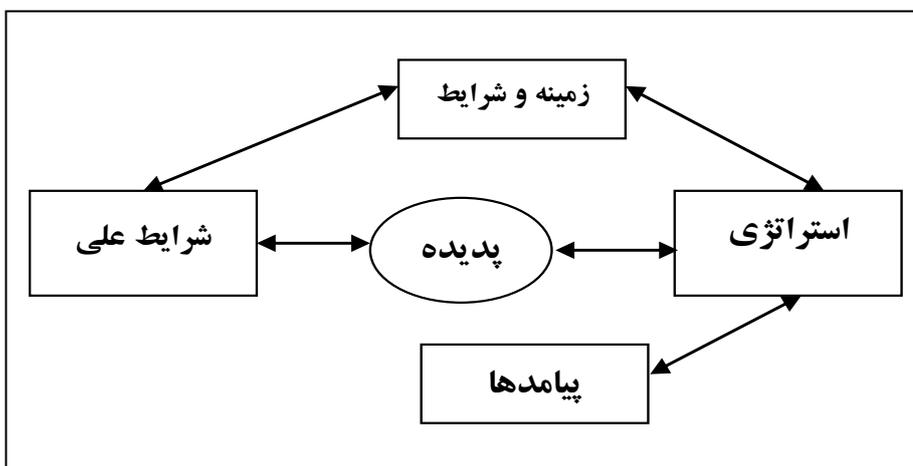 زمینه و شرایط
استراتژی
پدیده
شرایط علی
پیامدها